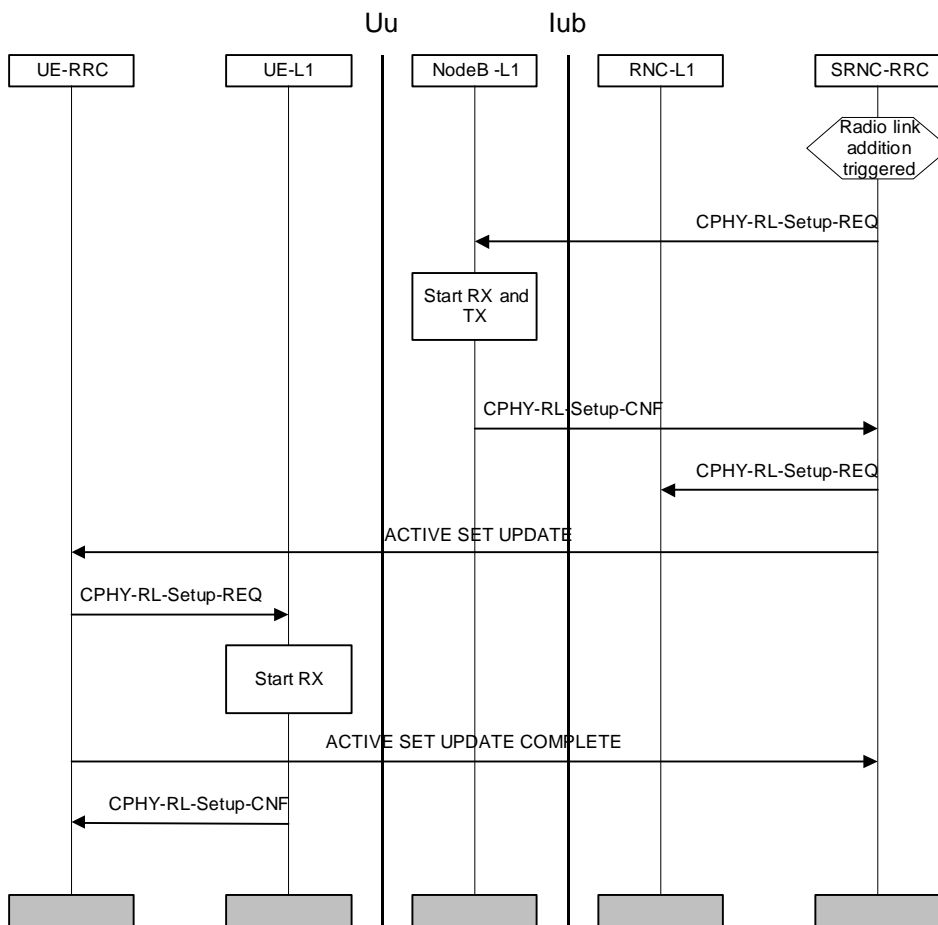 Uu
Iub
UE-RRC
UE-L1
NodeB -L1
RNC-L1
SRNC-RRC
Radio link
addition
triggered
CPHY-RL-Setup-REQ
Start RX and
TX
CPHY-RL-Setup-CNF
CPHY-RL-Setup-REQ
ACTIVE SET UPDATE
CPHY-RL-Setup-REQ
Start RX
ACTIVE SET UPDATE COMPLETE
CPHY-RL-Setup-CNF